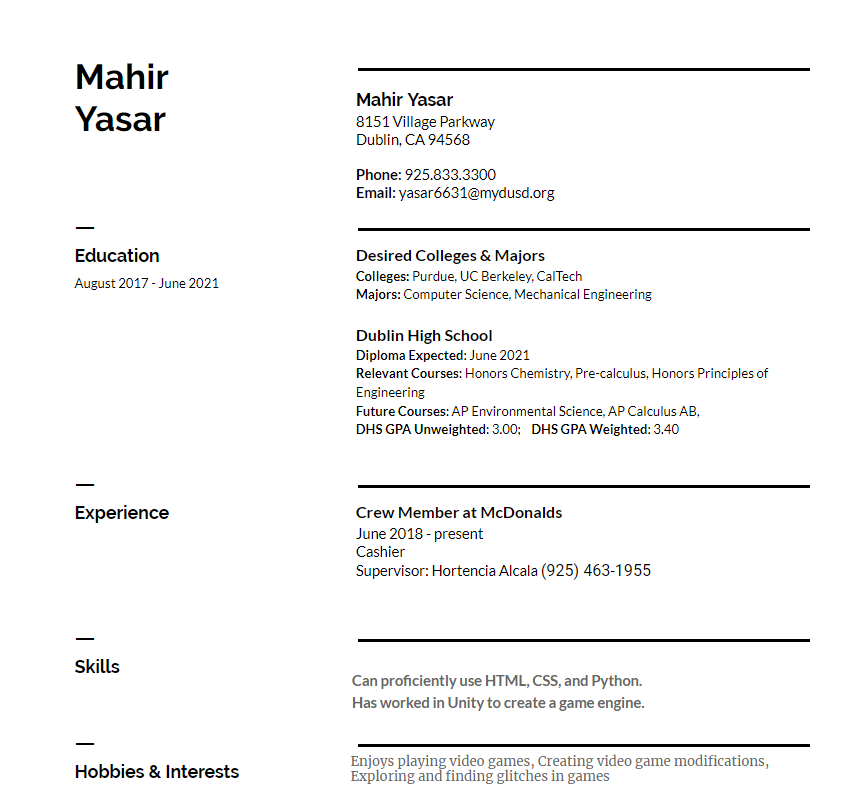 Mahir
Yasar
Mahir Yasar
8151 Village Parkway
Dublin, CA 94568
Phone: 925.833.3300
Email: yasar6631@mydusd.org
Education
August 2017 - June 2021
Desired Colleges & Majors
Colleges: Purdue, UC Berkeley, CalTech
Majors: Computer Science, Mechanical Engineering
Dublin High School
Diploma Expected: June 2021
Relevant Courses: Honors Chemistry, Pre-calculus, Honors Principles of
Engineering
Future Courses: AP Environmental Science, AP Calculus AB,
DHS GPA Unweighted: 3.00;   DHS GPA Weighted: 3.40
Experience
Crew Member at McDonalds
June 2018 - present
Cashier
Supervisor: Hortencia Alcala (925) 463-1955
Skills
Can proficiently use HTML, CSS, and Python.
Has worked in Unity to create a game engine.
Hobbies & Interests
Enjoys playing video games, Creating video game modifications,
Exploring and finding glitches in games